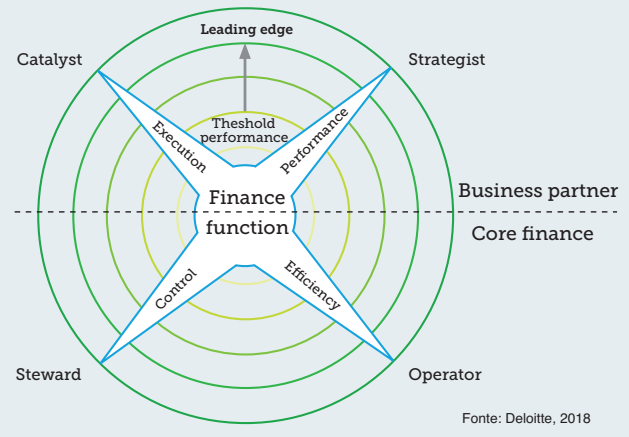 Leading edge
Catalyst
Strategist
Theshold
performance
Execution
Performance
Finance
function
Business partner
Core finance
Control
Efficiency
Steward
Operator
Fonte: Deloitte, 2018